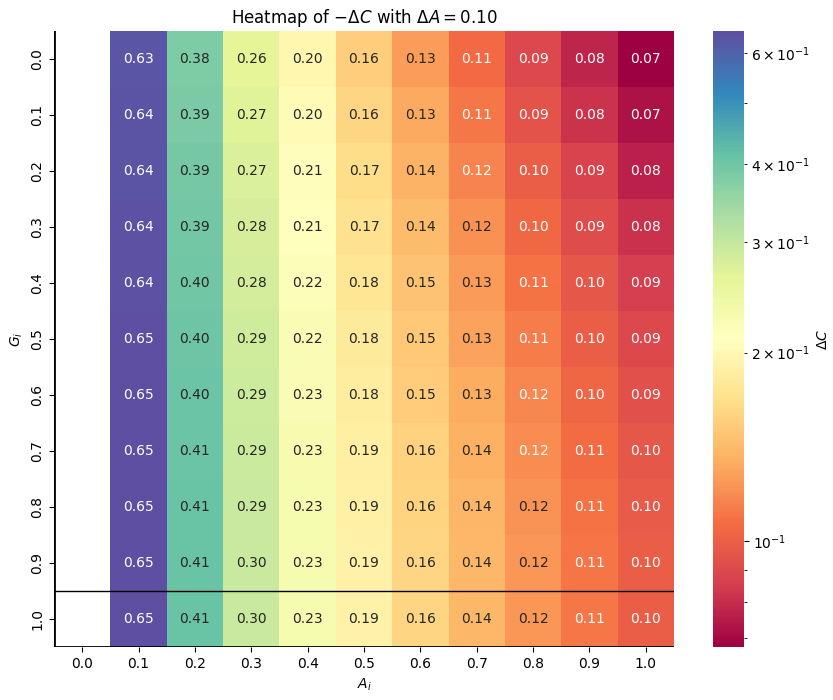 Heatmap of −ΔC with ΔA = 0.10
0.0 0.63 0.38 0.26 0.20 0.16 0.13 0.11 0.09 0.08 0.07
0.1 0.64 0.39 0.27 0.20 0.16 0.13 0.11 0.09 0.08 0.07
0.2 0.64 0.39 0.27 0.21 0.17 0.14 0.12 0.10 0.09 0.08
0.3 0.64 0.39 0.28 0.21 0.17 0.14 0.12 0.10 0.09 0.08
0.4 0.64 0.40 0.28 0.22 0.18 0.15 0.13 0.11 0.10 0.09
0.5 0.65 0.40 0.29 0.22 0.18 0.15 0.13 0.11 0.10 0.09
0.6 0.65 0.40 0.29 0.23 0.18 0.15 0.13 0.12 0.10 0.09
0.7 0.65 0.41 0.29 0.23 0.19 0.16 0.14 0.12 0.11 0.10
0.8 0.65 0.41 0.29 0.23 0.19 0.16 0.14 0.12 0.11 0.10
0.9 0.65 0.41 0.30 0.23 0.19 0.16 0.14 0.12 0.11 0.10
1.0 0.65 0.41 0.30 0.23 0.19 0.16 0.14 0.12 0.11 0.10
0.0 0.1 0.2 0.3 0.4 0.5 0.6 0.7 0.8 0.9 1.0
A_i
G_i
6 × 10⁻¹
4 × 10⁻¹
3 × 10⁻¹
2 × 10⁻¹
10⁻¹
ΔC